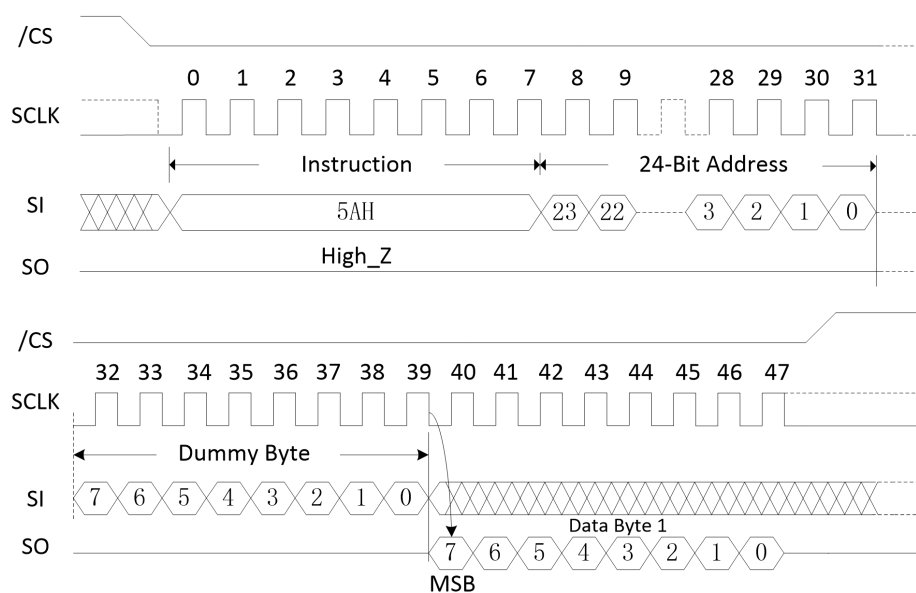 /CS
0 1 2 3 4 5 6 7 8 9 28 29 30 31
SCLK
Instruction 24-Bit Address
SI 5AH 23 22 3 2 1 0
High_Z
SO
/CS
32 33 34 35 36 37 38 39 40 41 42 43 44 45 46 47
SCLK
Dummy Byte
SI 7 6 5 4 3 2 1 0
Data Byte 1
SO 7 6 5 4 3 2 1 0
MSB